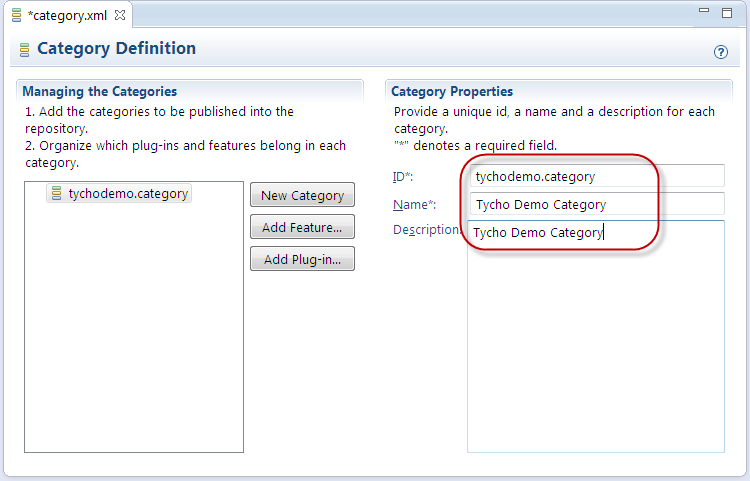 *category.xml
Category Definition
Managing the Categories
1. Add the categories to be published into the
repository.
2. Organize which plug-ins and features belong in each
category.
tychodemo.category
New Category
Add Feature...
Add Plug-in...
Category Properties
Provide a unique id, a name and a description for each
category.
"*" denotes a required field.
ID*:
tychodemo.category
Name*:
Tycho Demo Category
Description:
Tycho Demo Category